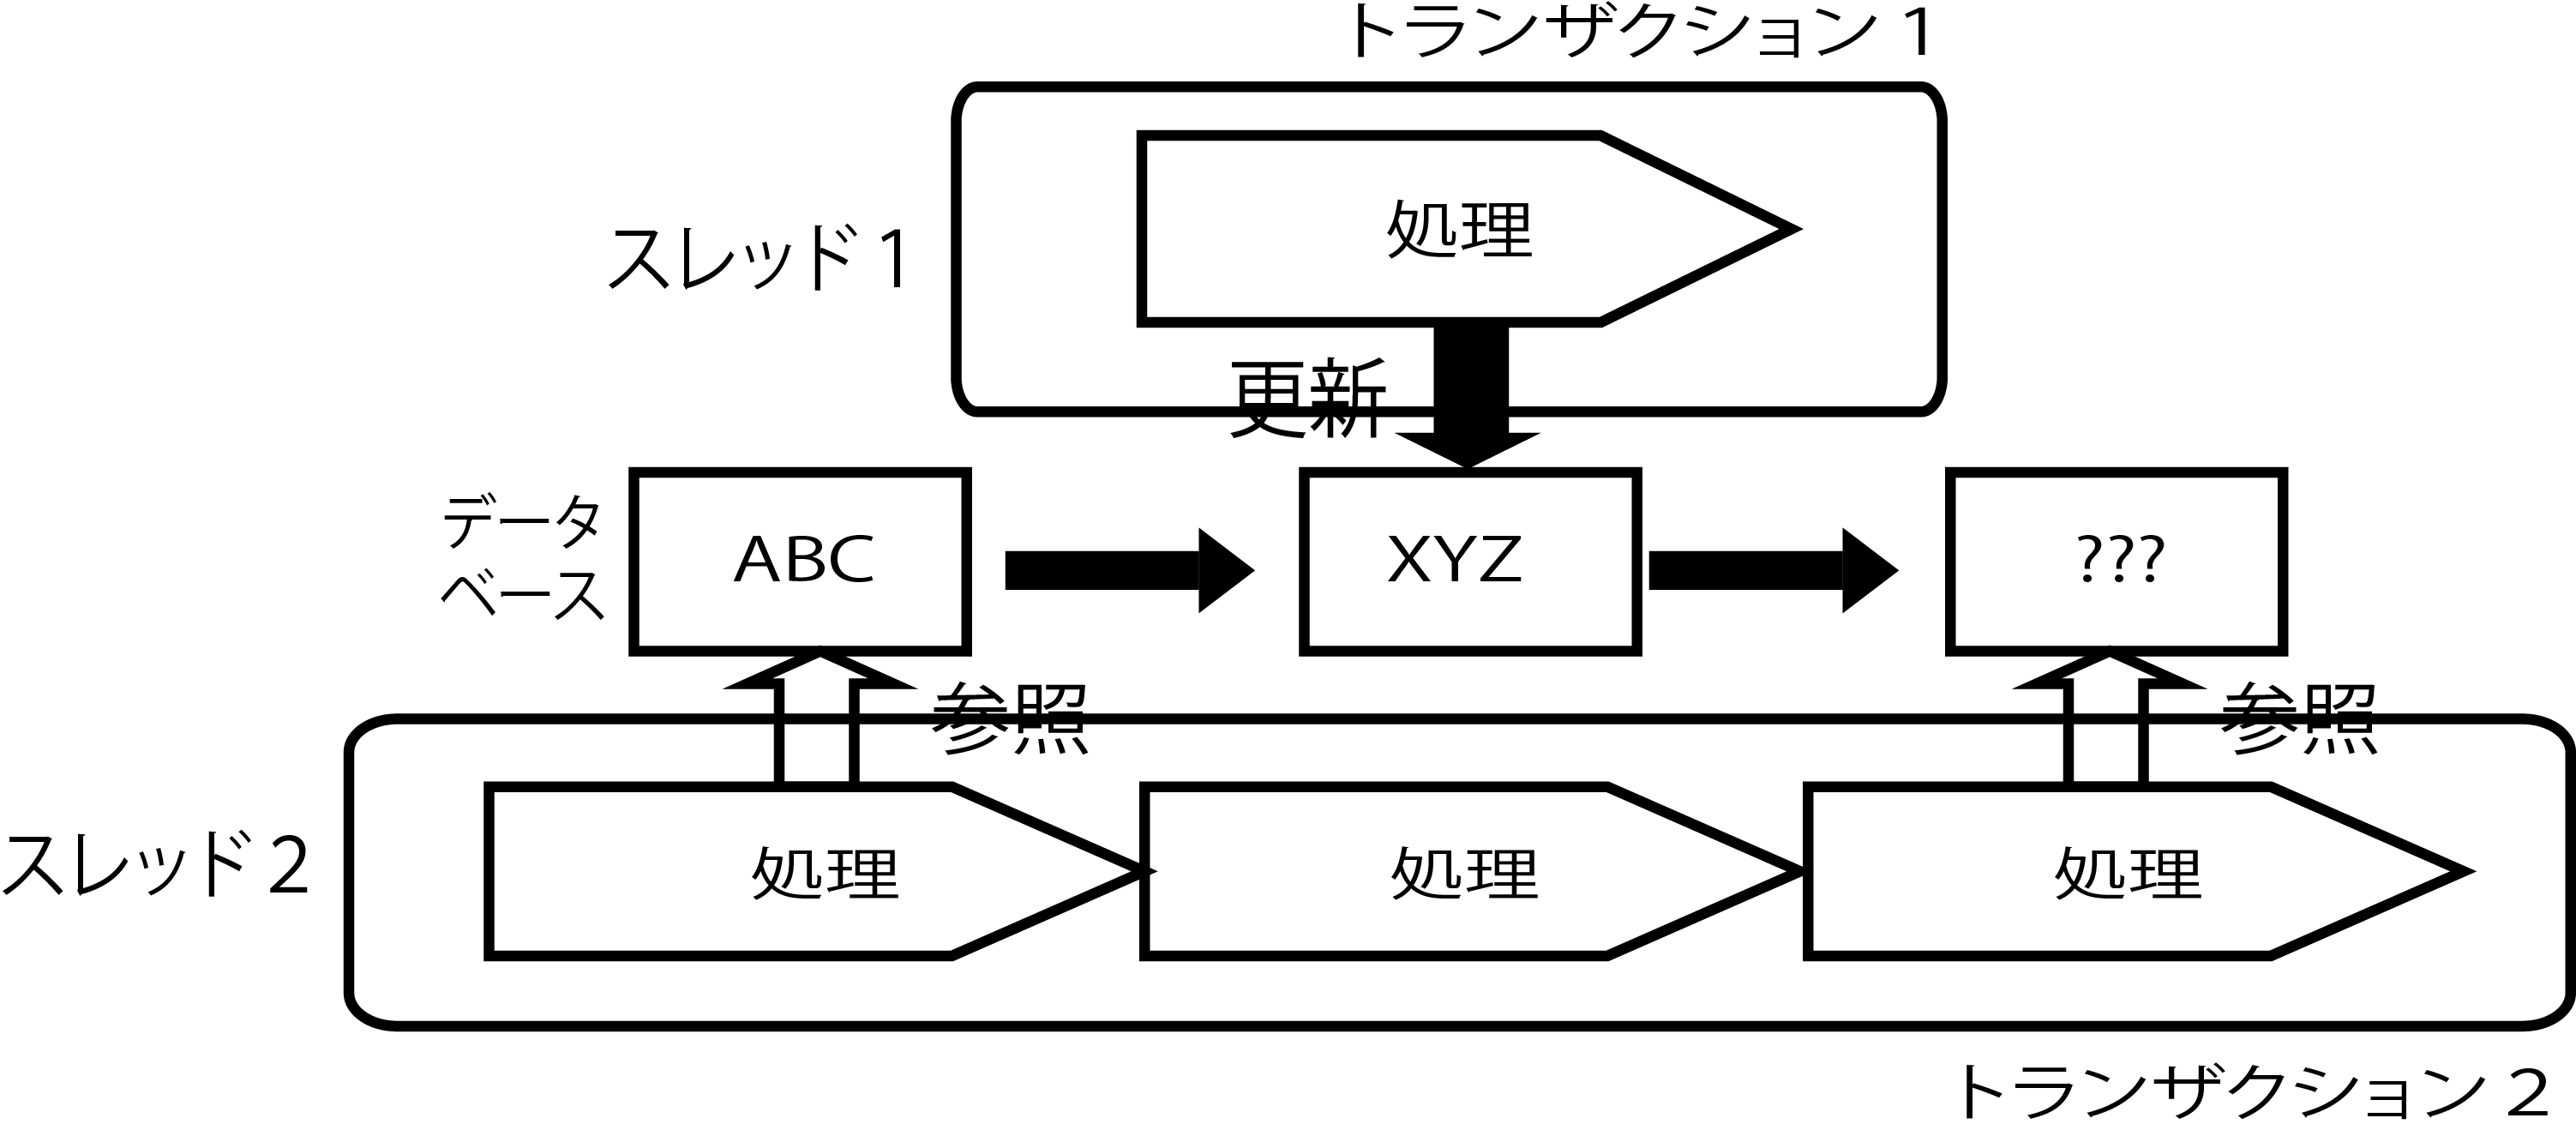 トランザクション 1
スレッド 1
処理
更新
データ
ベース
ABC
XYZ
???
参照
参照
スレッド 2
処理
処理
処理
トランザクション 2